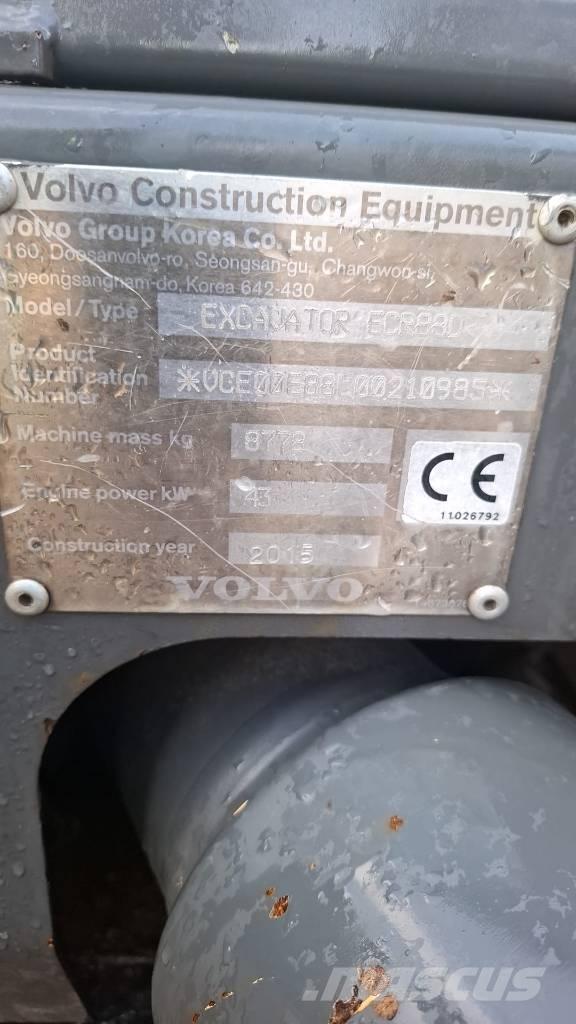 Volvo Construction Equipment
Volvo Group Korea Co. Ltd.
160, Doosanvolvo-ro, Seongsan-gu, Changwon-si,
Gyeongsangnam-do, Korea 642-430
Model / Type EXCAVATOR ECR88D
Product
Identification
Number
*VCE0ES88L00210985*
Machine mass kg 8778
Engine power kW 43
CE
11026792
Construction year 2015
VOLVO
mascus